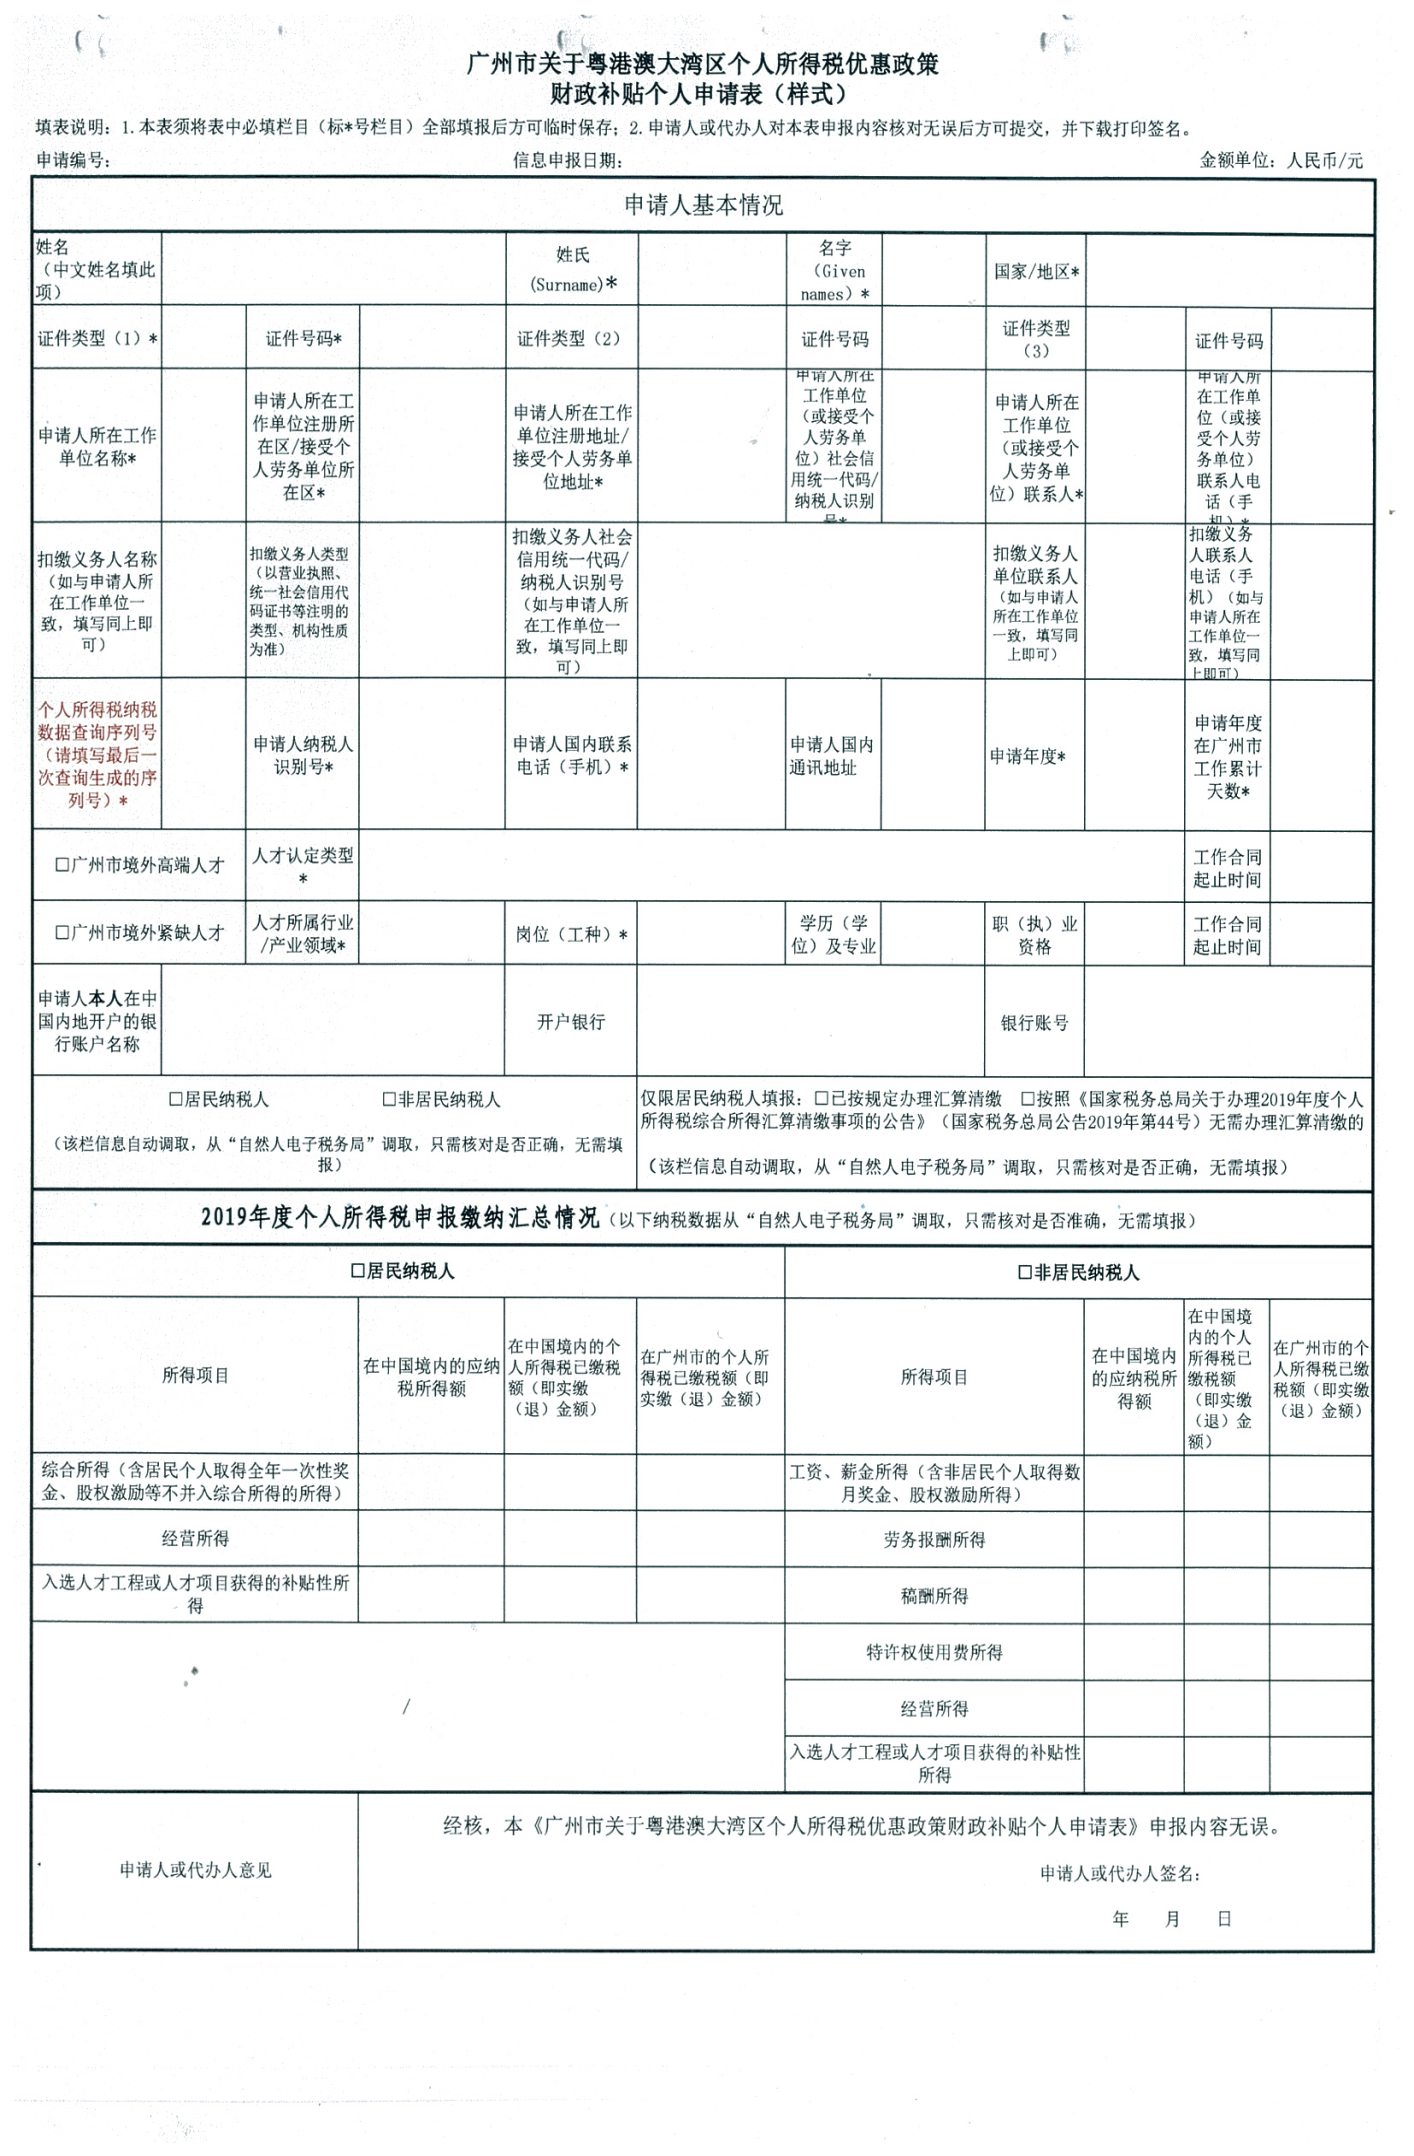 广州市关于粤港澳大湾区个人所得税优惠政策
财政补贴个人申请表（样式）
填表说明：1.本表须将表中必填栏目（标*号栏目）全部填报后方可临时保存；2.申请人或代办人对本表申报内容核对无误后方可提交，并下载打印签名。
申请编号：
信息申报日期：
金额单位：人民币/元
申请人基本情况
姓名
（中文姓名填此
项）
姓氏
(Surname)*
名字
（Given
names）*
国家/地区*
证件类型（1）*
证件号码*
证件类型（2）
证件号码
证件类型
（3）
证件号码
申请人所在工作
单位名称*
申请人所在工
作单位注册所
在区/接受个
人劳务单位所
在区*
申请人所在工作
单位注册地址/
接受个人劳务单
位地址*
申请人所在
工作单位
（或接受个
人劳务单
位）社会信
用统一代码/
纳税人识别
号*
申请人所在
工作单位
（或接受个
人劳务单
位）联系人*
申请人所
在工作单
位（或接
受个人劳
务单位）
联系人电
话（手
机）*
扣缴义务人名称
（如与申请人所
在工作单位一
致，填写同上即
可）
扣缴义务人类型
（以营业执照、
统一社会信用代
码证书等注明的
类型、机构性质
为准）
扣缴义务人社会
信用统一代码/
纳税人识别号
（如与申请人所
在工作单位一
致，填写同上即
可）
扣缴义务人
单位联系人
（如与申请人
所在工作单位
一致，填写同
上即可）
扣缴义务
人联系人
电话（手
机）（如与
申请人所在
工作单位一
致，填写同
上即可）
个人所得税纳税
数据查询序列号
（请填写最后一
次查询生成的序
列号）*
申请人纳税人
识别号*
申请人国内联系
电话（手机）*
申请人国内
通讯地址
申请年度*
申请年度
在广州市
工作累计
天数*
□广州市境外高端人才
人才认定类型
*
工作合同
起止时间
□广州市境外紧缺人才
人才所属行业
/产业领域*
岗位（工种）*
学历（学
位）及专业
职（执）业
资格
工作合同
起止时间
申请人本人在中
国内地开户的银
行账户名称
开户银行
银行账号
□居民纳税人 □非居民纳税人
（该栏信息自动调取，从“自然人电子税务局”调取，只需核对是否正确，无需填
报）
仅限居民纳税人填报：□已按规定办理汇算清缴 □按照《国家税务总局关于办理2019年度个人
所得税综合所得汇算清缴事项的公告》（国家税务总局公告2019年第44号）无需办理汇算清缴的
（该栏信息自动调取，从“自然人电子税务局”调取，只需核对是否正确，无需填报）
2019年度个人所得税申报缴纳汇总情况（以下纳税数据从“自然人电子税务局”调取，只需核对是否准确，无需填报）
□居民纳税人
□非居民纳税人
所得项目
在中国境内的应纳
税所得额
在中国境内的个
人所得税已缴税
额（即实缴
（退）金额）
在广州市的个人所
得税已缴税额（即
实缴（退）金额）
所得项目
在中国境内
的应纳税所
得额
在中国境
内的个人
所得税已
缴税额
（即实缴
（退）金
额）
在广州市的个
人所得税已缴
税额（即实缴
（退）金额）
综合所得（含居民个人取得全年一次性奖
金、股权激励等不并入综合所得的所得）
工资、薪金所得（含非居民个人取得数
月奖金、股权激励所得）
经营所得
劳务报酬所得
入选人才工程或人才项目获得的补贴性所
得
稿酬所得
特许权使用费所得
/
经营所得
入选人才工程或人才项目获得的补贴性
所得
申请人或代办人意见
经核，本《广州市关于粤港澳大湾区个人所得税优惠政策财政补贴个人申请表》申报内容无误。
申请人或代办人签名：
年 月 日